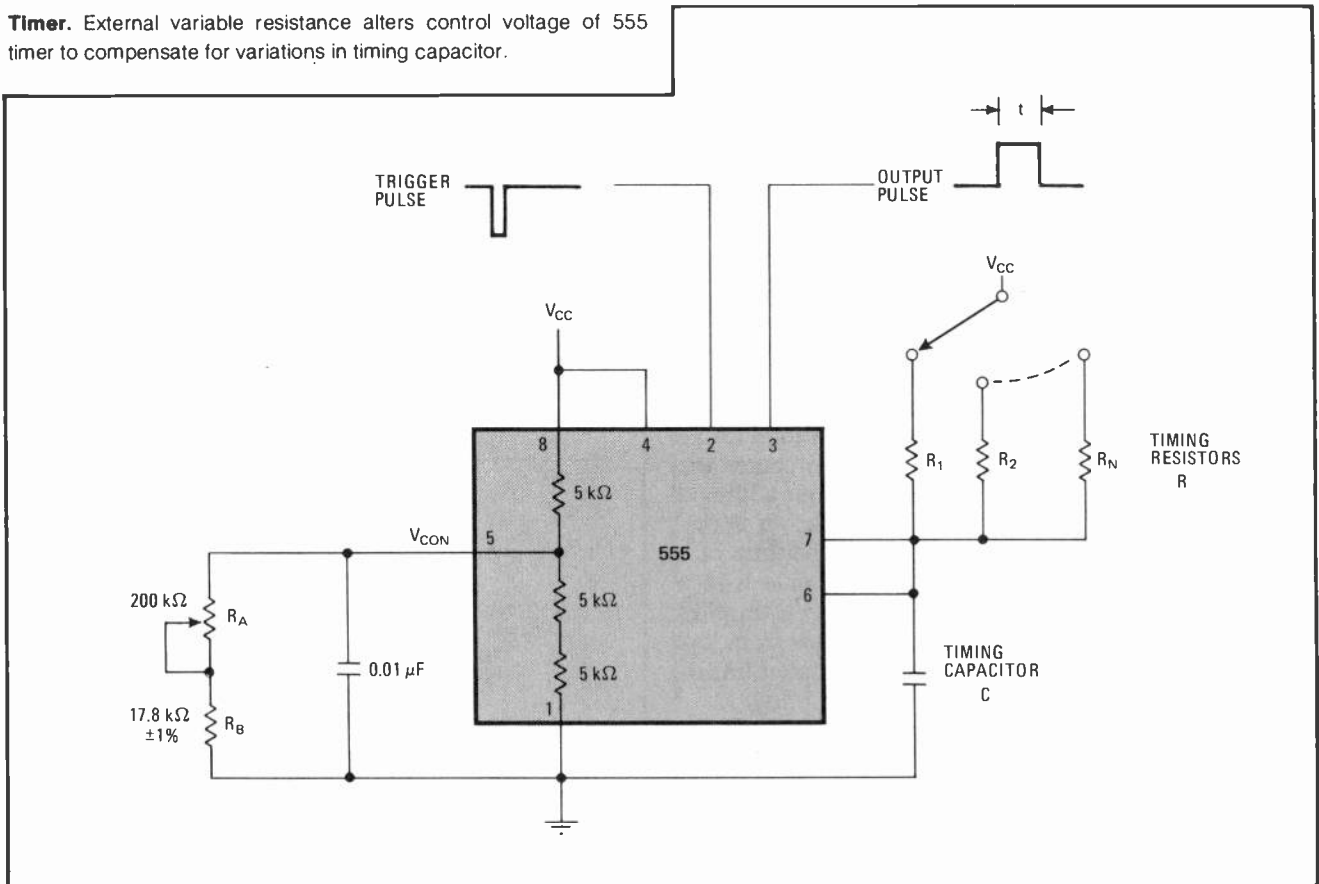 Timer. External variable resistance alters control voltage of 555
timer to compensate for variations in timing capacitor.
t
TRIGGER
PULSE
OUTPUT
PULSE
VCC
VCC
8
4
2
3
R1
R2
RN
TIMING
RESISTORS
R
5 kΩ
VCON
5
555
7
200 kΩ
RA
5 kΩ
6
0.01 µF
TIMING
CAPACITOR
C
5 kΩ
17.8 kΩ
±1%
RB
1